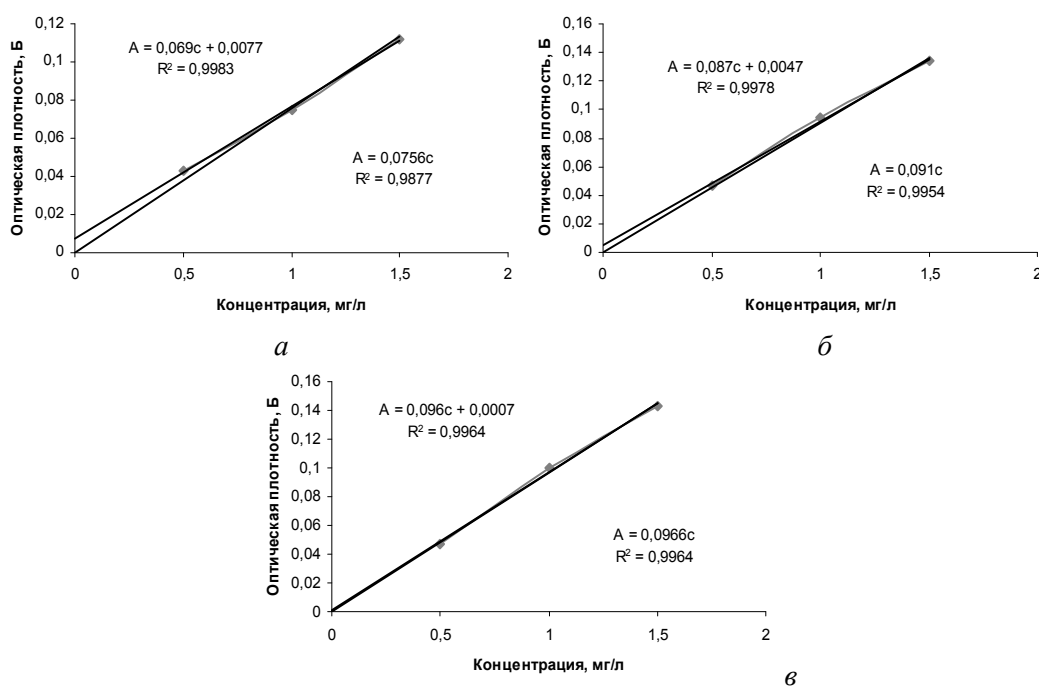 Оптическая плотность, Б
0,12
0,1
0,08
0,06
0,04
0,02
0
A = 0,069c + 0,0077
R² = 0,9983
A = 0,0756c
R² = 0,9877
0 0,5 1 1,5 2
Концентрация, мг/л
а
Оптическая плотность, Б
0,16
0,14
0,12
0,1
0,08
0,06
0,04
0,02
0
A = 0,087c + 0,0047
R² = 0,9978
A = 0,091c
R² = 0,9954
0 0,5 1 1,5 2
Концентрация, мг/л
б
Оптическая плотность, Б
0,16
0,14
0,12
0,1
0,08
0,06
0,04
0,02
0
A = 0,096c + 0,0007
R² = 0,9964
A = 0,0966c
R² = 0,9964
0 0,5 1 1,5 2
Концентрация, мг/л
в